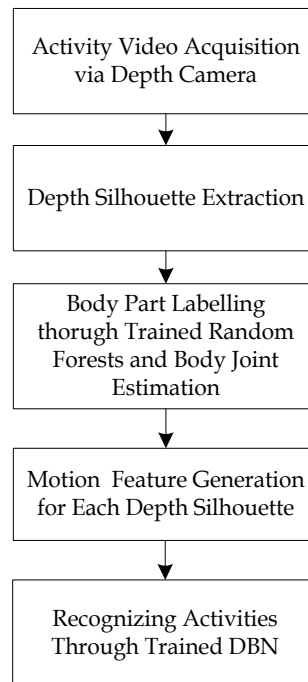 Activity Video Acquisition
via Depth Camera
Depth Silhouette Extraction
Body Part Labelling
thorugh Trained Random
Forests and Body Joint
Estimation
Motion Feature Generation
for Each Depth Silhouette
Recognizing Activities
Through Trained DBN